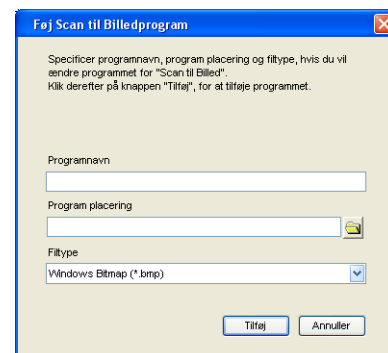 Føj Scan til Billedprogram
Specificer programnavn, program placering og filtype, hvis du vil
ændre programmet for "Scan til Billed".
Klik derefter på knappen "Tilføj", for at tilføje programmet.
Programnavn
Program placering
Filtype
Windows Bitmap (*.bmp)
Tilføj
Annuller